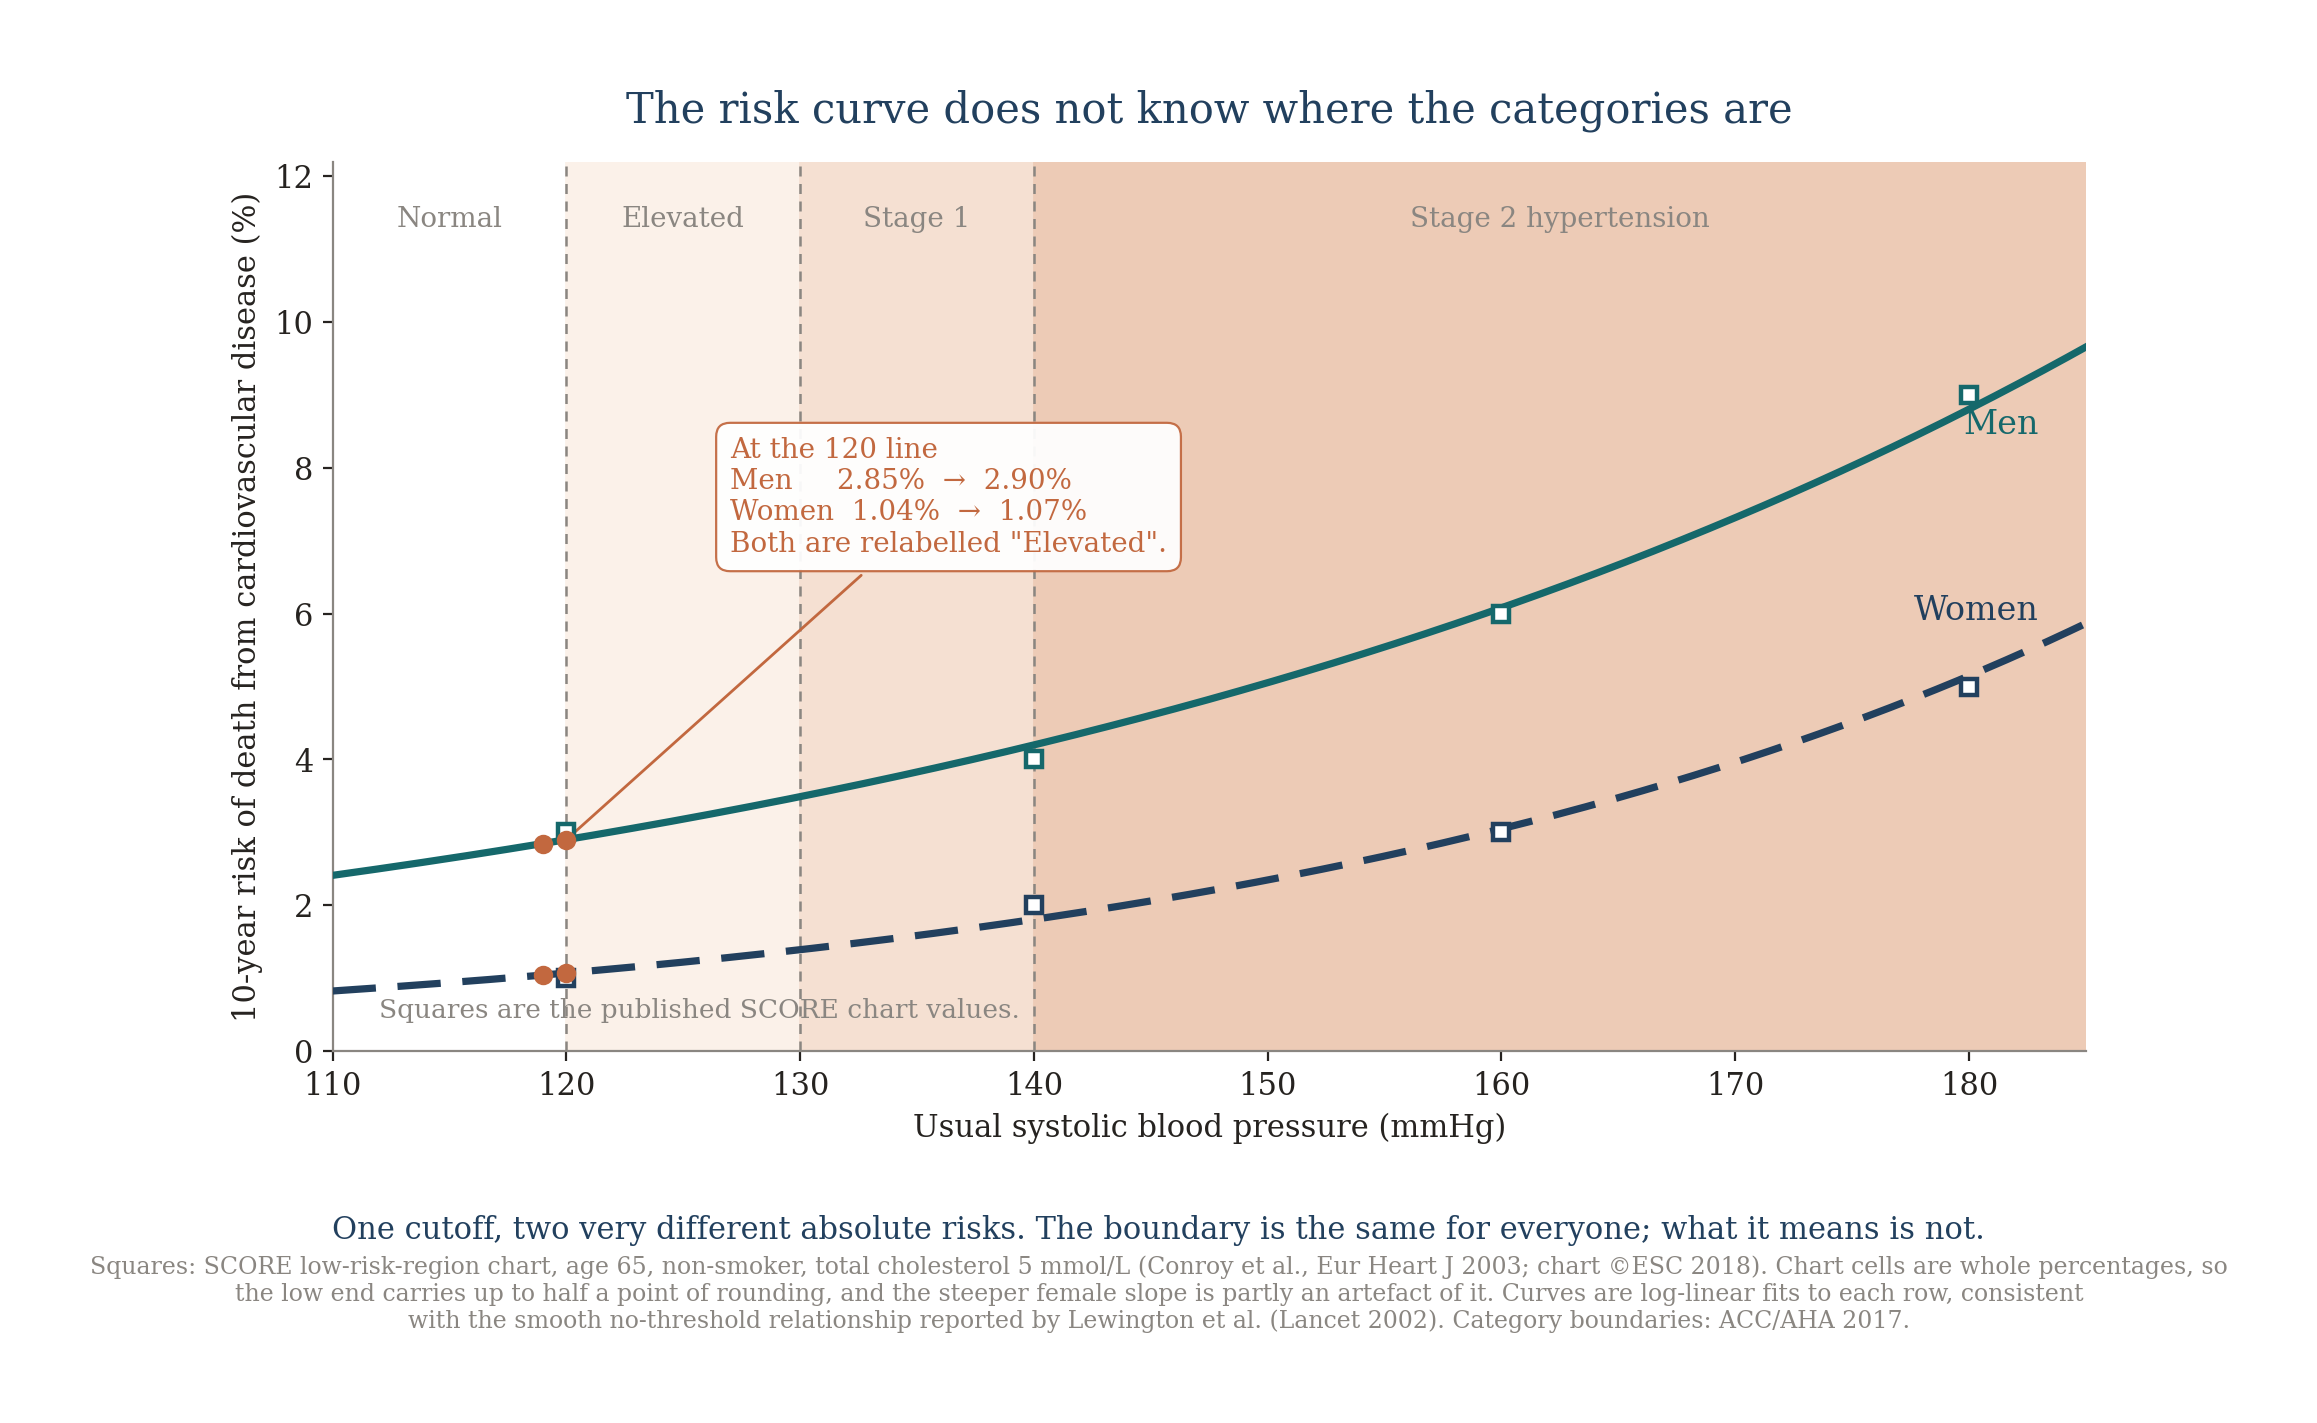 The risk curve does not know where the categories are
10-year risk of death from cardiovascular disease (%)
12
10
8
6
4
2
0
Normal
Elevated
Stage 1
Stage 2 hypertension
At the 120 line
Men 2.85% → 2.90%
Women 1.04% → 1.07%
Both are relabelled "Elevated".
Men
Women
Squares are the published SCORE chart values.
110 120 130 140 150 160 170 180
Usual systolic blood pressure (mmHg)
One cutoff, two very different absolute risks. The boundary is the same for everyone; what it means is not.
Squares: SCORE low-risk-region chart, age 65, non-smoker, total cholesterol 5 mmol/L (Conroy et al., Eur Heart J 2003; chart ©ESC 2018). Chart cells are whole percentages, so
the low end carries up to half a point of rounding, and the steeper female slope is partly an artefact of it. Curves are log-linear fits to each row, consistent
with the smooth no-threshold relationship reported by Lewington et al. (Lancet 2002). Category boundaries: ACC/AHA 2017.